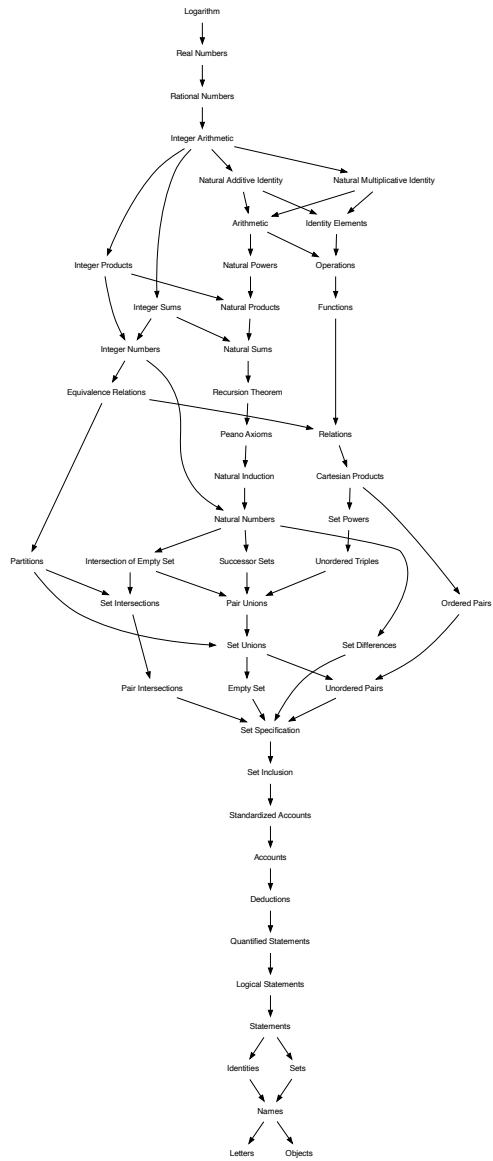 Logarithm
Real Numbers
Rational Numbers
Integer Arithmetic
Natural Additive Identity
Natural Multiplicative Identity
Arithmetic
Identity Elements
Integer Products
Natural Powers
Operations
Integer Sums
Natural Products
Functions
Integer Numbers
Natural Sums
Equivalence Relations
Recursion Theorem
Peano Axioms
Relations
Natural Induction
Cartesian Products
Natural Numbers
Set Powers
Partitions
Intersection of Empty Set
Successor Sets
Unordered Triples
Set Intersections
Pair Unions
Ordered Pairs
Set Unions
Set Differences
Pair Intersections
Empty Set
Unordered Pairs
Set Specification
Set Inclusion
Standardized Accounts
Accounts
Deductions
Quantified Statements
Logical Statements
Statements
Identities
Sets
Names
Letters
Objects